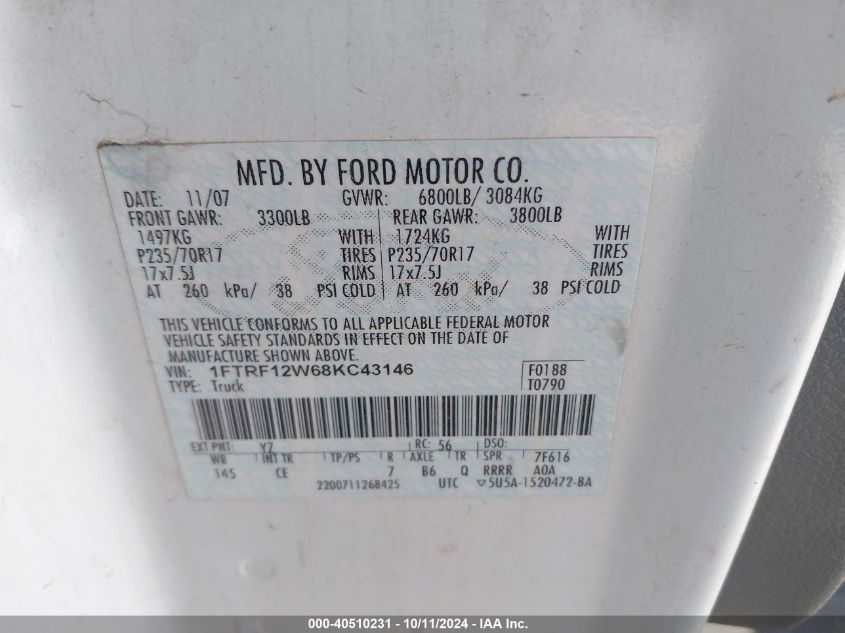 MFD. BY FORD MOTOR CO.
DATE: 11/07 GVWR: 6800LB/ 3084KG
FRONT GAWR: 3300LB REAR GAWR: 3800LB
1497KG WITH 1724KG WITH
P235/70R17 TIRES P235/70R17 TIRES
17x7.5J RIMS 17x7.5J RIMS
AT 260 kPa/ 38 PSI COLD AT 260 kPa/ 38 PSI COLD
THIS VEHICLE CONFORMS TO ALL APPLICABLE FEDERAL MOTOR
VEHICLE SAFETY STANDARDS IN EFFECT ON THE DATE OF
MANUFACTURE SHOWN ABOVE.
VIN: 1FTRF12W68KC43146 F0188
TYPE: Truck T0790
EXT PNT: YZ RC: 56 DSO:
WB INT TR TP/PS R AXLE TR SPR 7F616
145 CE 7 B6 Q RRRR A0A
2200711268425 UTC ▽5U5A-1520472-BA
000-40510231 - 10/11/2024 - IAA Inc.